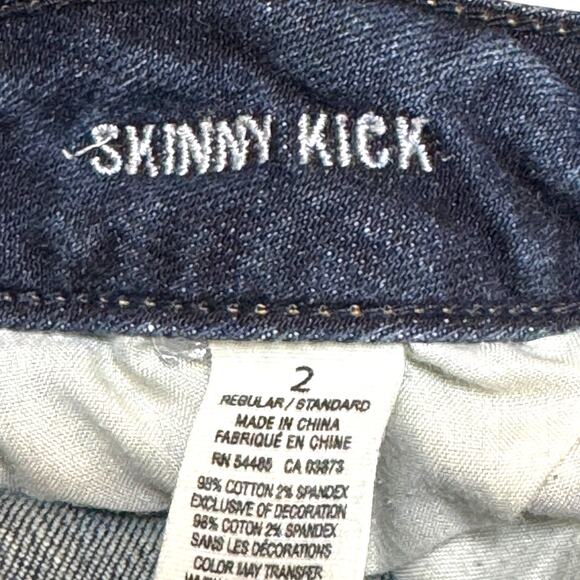 SKINNY KICK
2
REGULAR / STANDARD
MADE IN CHINA
FABRIQUÉ EN CHINE
RN 54485 CA 03873
98% COTTON 2% SPANDEX
EXCLUSIVE OF DECORATION
98% COTON 2% SPANDEX
SANS LES DÉCORATIONS
COLOR MAY TRANSFER